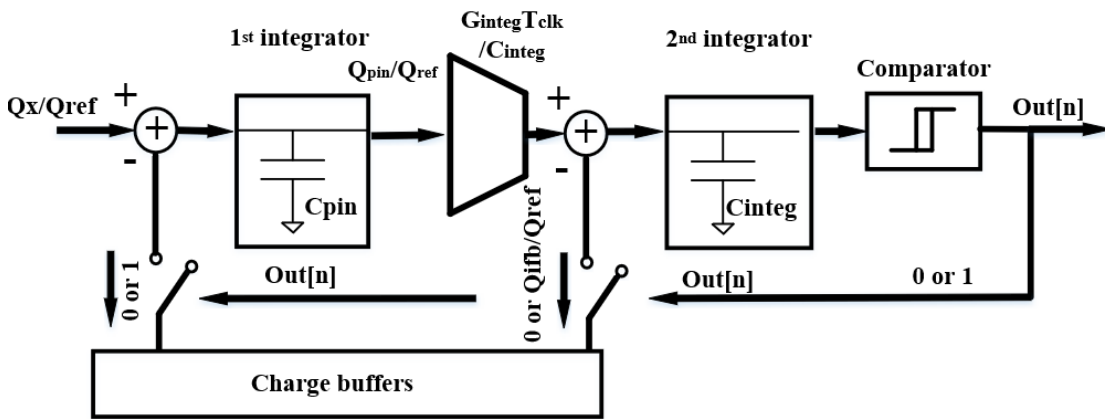 GintegTclk
/Cinteg
1st integrator
2nd integrator
Qpin/Qref
Comparator
Qx/Qref
+
+
+
+
Out[n]
-
-
Cpin
Cinteg
0 or 1
Out[n]
0 or Qifb/Qref
Out[n]
0 or 1
Charge buffers